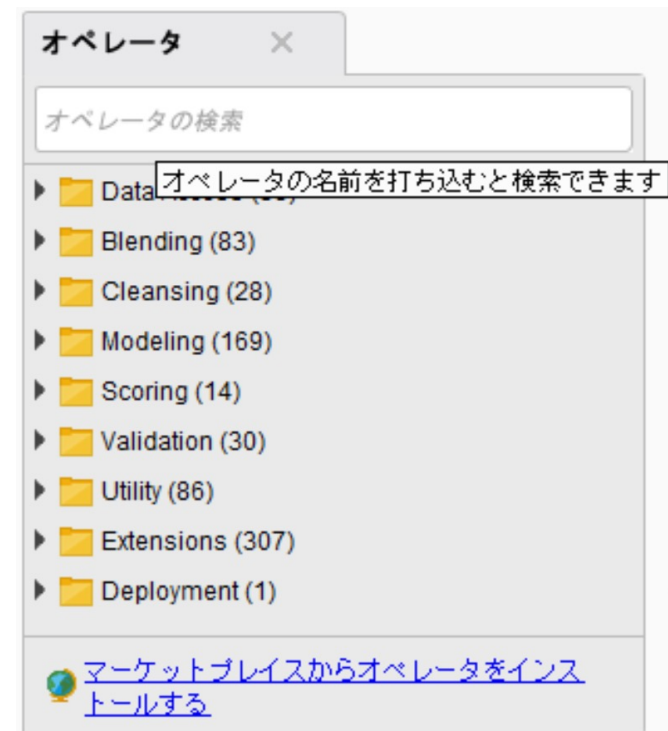 オペレータ
オペレータの検索
オペレータの名前を打ち込むと検索できます
Data
Blending (83)
Cleansing (28)
Modeling (169)
Scoring (14)
Validation (30)
Utility (86)
Extensions (307)
Deployment (1)
マーケットプレイスからオペレータをインス
トールする